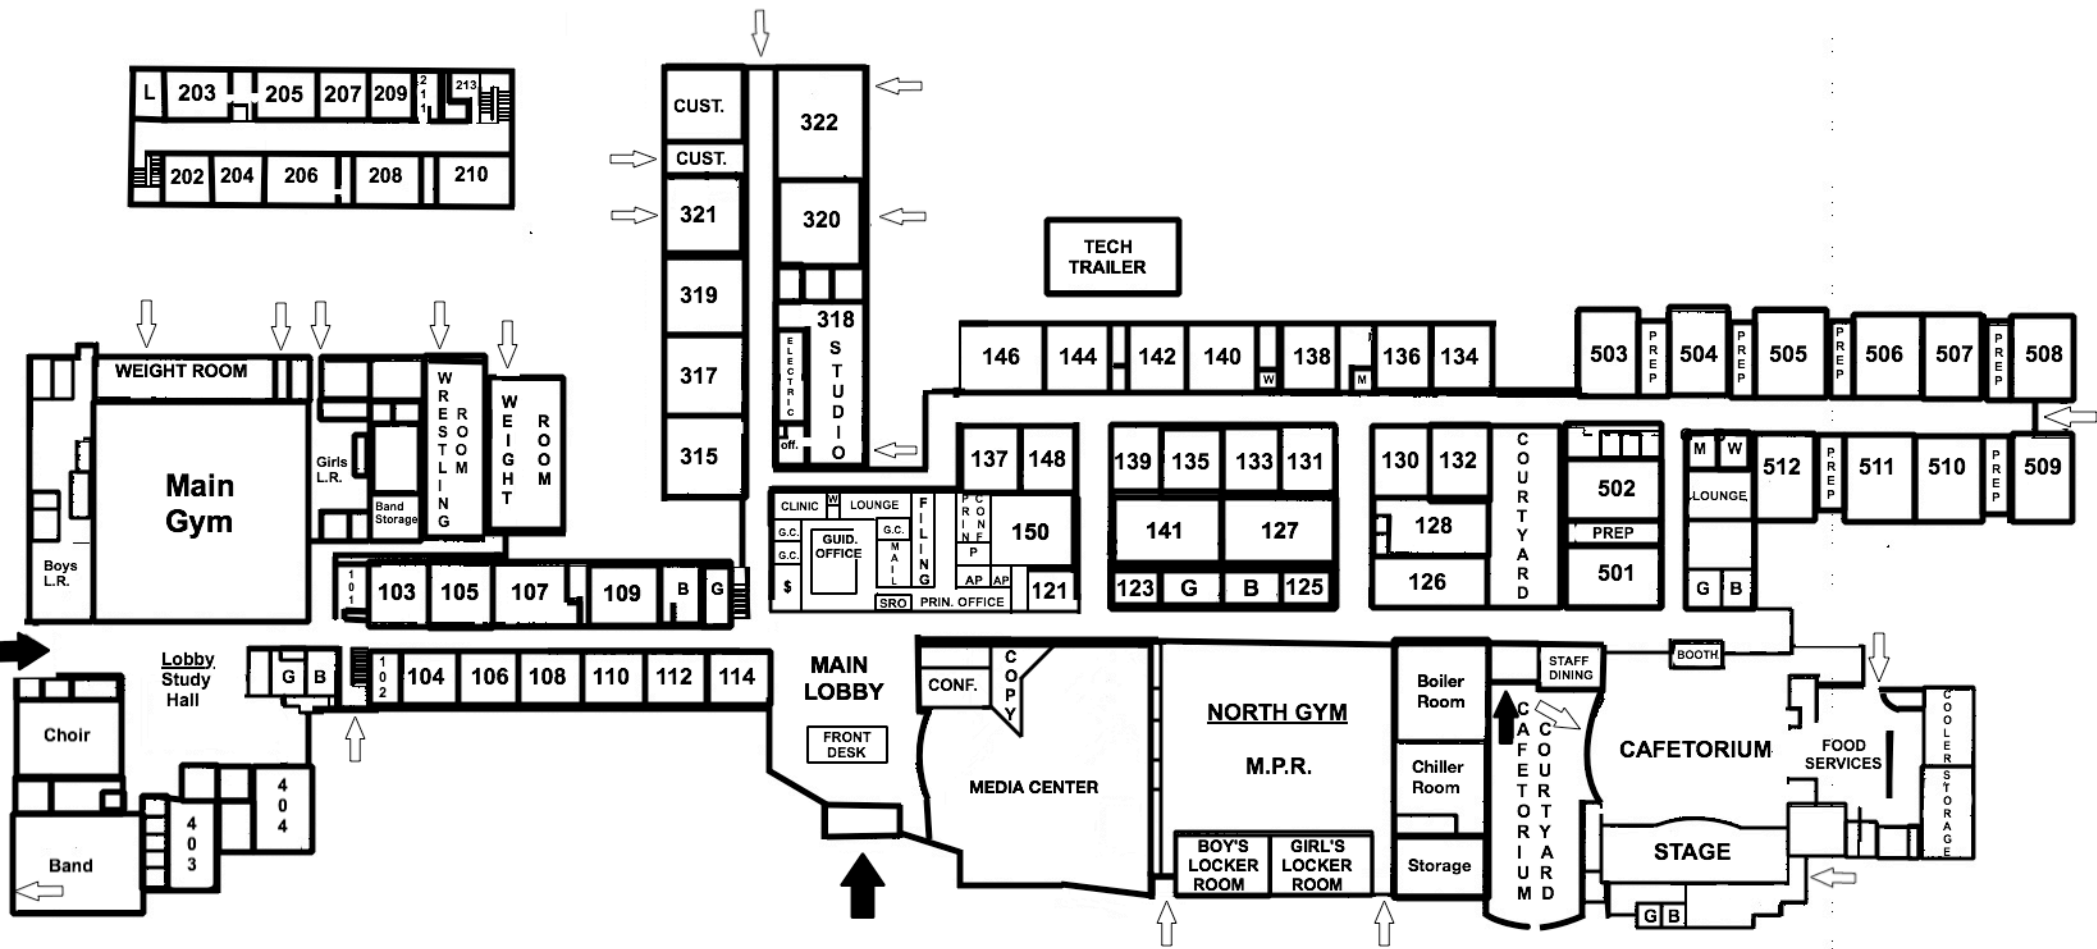 L 203 205 207 209 211 213
202 204 206 208 210
CUST.
CUST.
321
319
317
315
322
320
318 STUDIO
ELECTRIC
off.
TECH
TRAILER
146 144 142 140 W 138 M 136 134
503 PREP 504 PREP 505 PREP 506 507 PREP 508
WEIGHT ROOM
Main
Gym
Boys
L.R.
Girls
L.R.
Band
Storage
WRESTLING ROOM
WEIGHT ROOM
137 148
139 135 133 131
130 132
COURTYARD
502
PREP
501
M W
LOUNGE
G B
512 PREP 511 510 PREP 509
CLINIC W LOUNGE
G.C.
G.C.
$
GUID.
OFFICE
G.C.
MAIL
FILING
PRIN CONF
P
AP AP
SRO PRIN. OFFICE
150
121
141 127
123 G B 125
128
126
101 103 105 107 109 B G
Lobby
Study
Hall
G B
102 104 106 108 110 112 114
MAIN
LOBBY
FRONT
DESK
CONF.
COPY
MEDIA CENTER
NORTH GYM
M.P.R.
BOY'S
LOCKER
ROOM
GIRL'S
LOCKER
ROOM
Boiler
Room
Chiller
Room
Storage
STAFF
DINING
CAFETORIUM COURTYARD
BOOTH
CAFETORIUM
FOOD
SERVICES
COOLER
STORAGE
STAGE
G B
Choir
Band
403
404